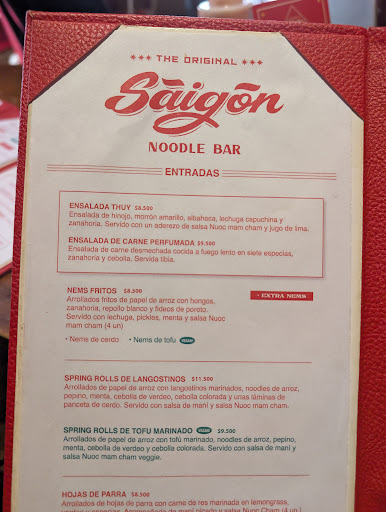 THE ORIGINAL
Sàigõn
NOODLE BAR
ENTRADAS
ENSALADA THUY $8.500
Ensalada de hinojo, morrón amarillo, albahaca, lechuga capuchina y
zanahoria. Servido con un aderezo de salsa Nuoc mam cham y jugo de lima.
ENSALADA DE CARNE PERFUMADA $9.500
Ensalada de carne desmechada cocida a fuego lento en siete especias,
zanahoria y cebolla. Servida tibia.
NEMS FRITOS $8.500
• EXTRA NEMS
Arrollados fritos de papel de arroz con hongos,
zanahoria, repollo blanco y fideos de poroto.
Servido con lechuga, pickles, menta y salsa Nuoc
mam cham (4 un)
• Nems de cerdo • Nems de tofu
SPRING ROLLS DE LANGOSTINOS $11.500
Arrollados de papel de arroz con langostinos marinados, noodles de arroz,
pepino, menta, cebolla de verdeo, cebolla colorada y unas láminas de
panceta de cerdo. Servido con salsa de maní y salsa Nuoc mam cham.
SPRING ROLLS DE TOFU MARINADO $9.500
Arrollados de papel de arroz con tofú marinado, noodles de arroz, pepino,
menta, cebolla de verdeo y cebolla colorada. Servido con salsa de maní y
salsa Nuoc mam cham veggie.
HOJAS DE PARRA $8.500
Arrollados de hojas de parra con carne de res marinada en lemongrass,